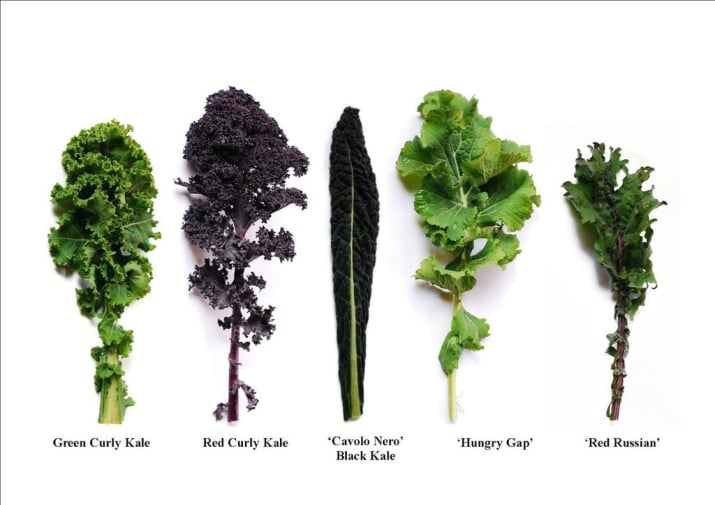 Green Curly Kale
Red Curly Kale
‘Cavolo Nero’
Black Kale
‘Hungry Gap’
‘Red Russian’